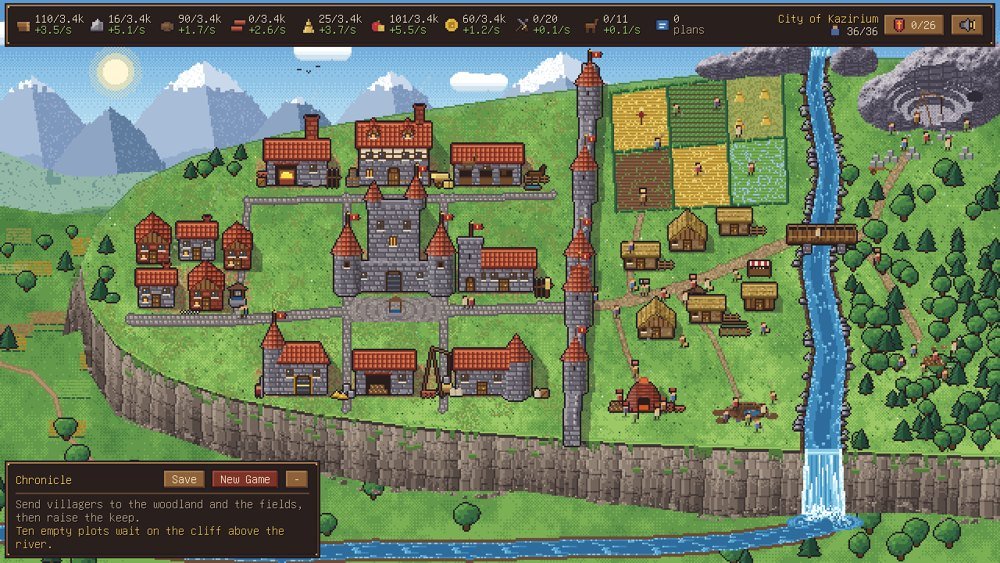 110/3.4k
+3.5/s
16/3.4k
+5.1/s
90/3.4k
+1.7/s
0/3.4k
+2.6/s
25/3.4k
+3.7/s
101/3.4k
+5.5/s
60/3.4k
+1.2/s
0/20
+0.1/s
0/11
+0.1/s
0
plans
City of Kazirium
36/36
0/26
Chronicle
Save
New Game
-
Send villagers to the woodland and the fields,
then raise the keep.
Ten empty plots wait on the cliff above the
river.